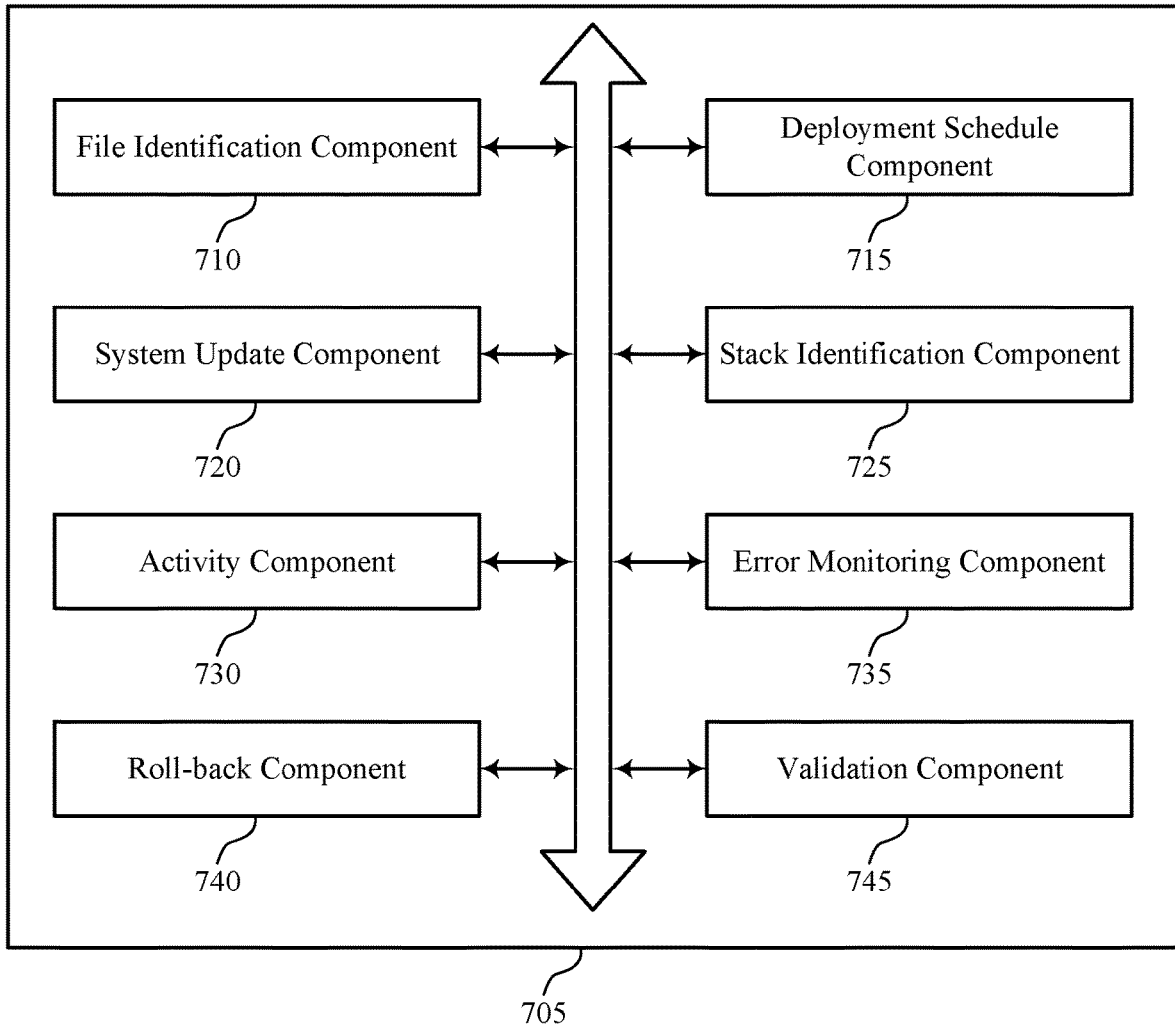 File Identification Component
710
Deployment Schedule
Component
715
System Update Component
720
Stack Identification Component
725
Activity Component
730
Error Monitoring Component
735
Roll-back Component
740
Validation Component
745
705